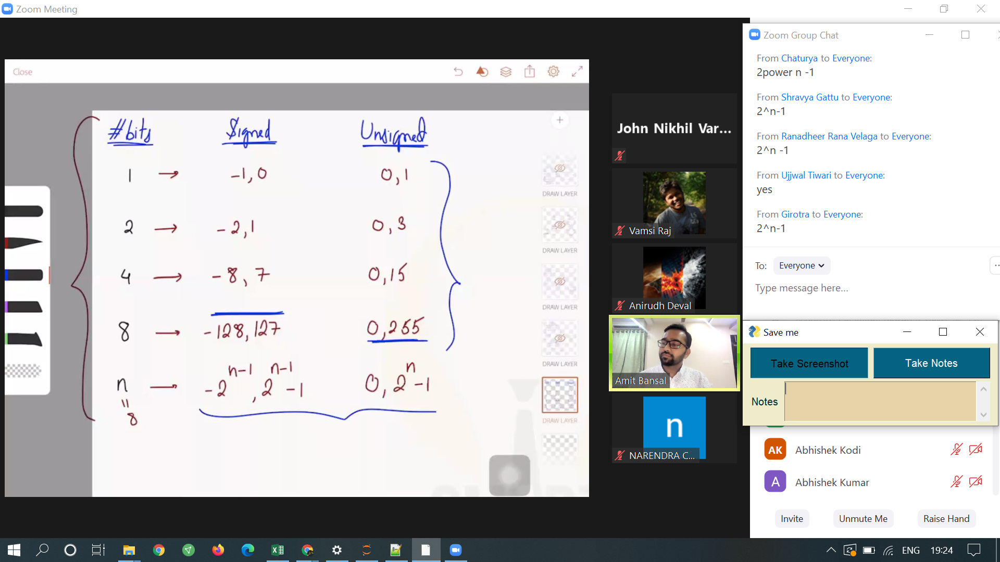 Zoom Meeting
Close
#bits Signed Unsigned
1 → -1, 0 0, 1
2 → -2, 1 0, 3
4 → -8, 7 0, 15
8 → -128, 127 0, 255
n → -2^{n-1}, 2^{n-1} -1 0, 2^n -1
=
8
DRAW LAYER
DRAW LAYER
DRAW LAYER
DRAW LAYER
DRAW LAYER
John Nikhil Var...
Vamsi Raj
Anirudh Deval
Amit Bansal
n
NARENDRA C...
Zoom Group Chat
From Chaturya to Everyone:
2power n -1
From Shravya Gattu to Everyone:
2^n-1
From Ranadheer Rana Velaga to Everyone:
2^n -1
From Ujjwal Tiwari to Everyone:
yes
From Girotra to Everyone:
2^n-1
To: Everyone
Type message here...
Save me
Take Screenshot Take Notes
Notes
AK Abhishek Kodi
A Abhishek Kumar
Invite Unmute Me Raise Hand
ENG 19:24